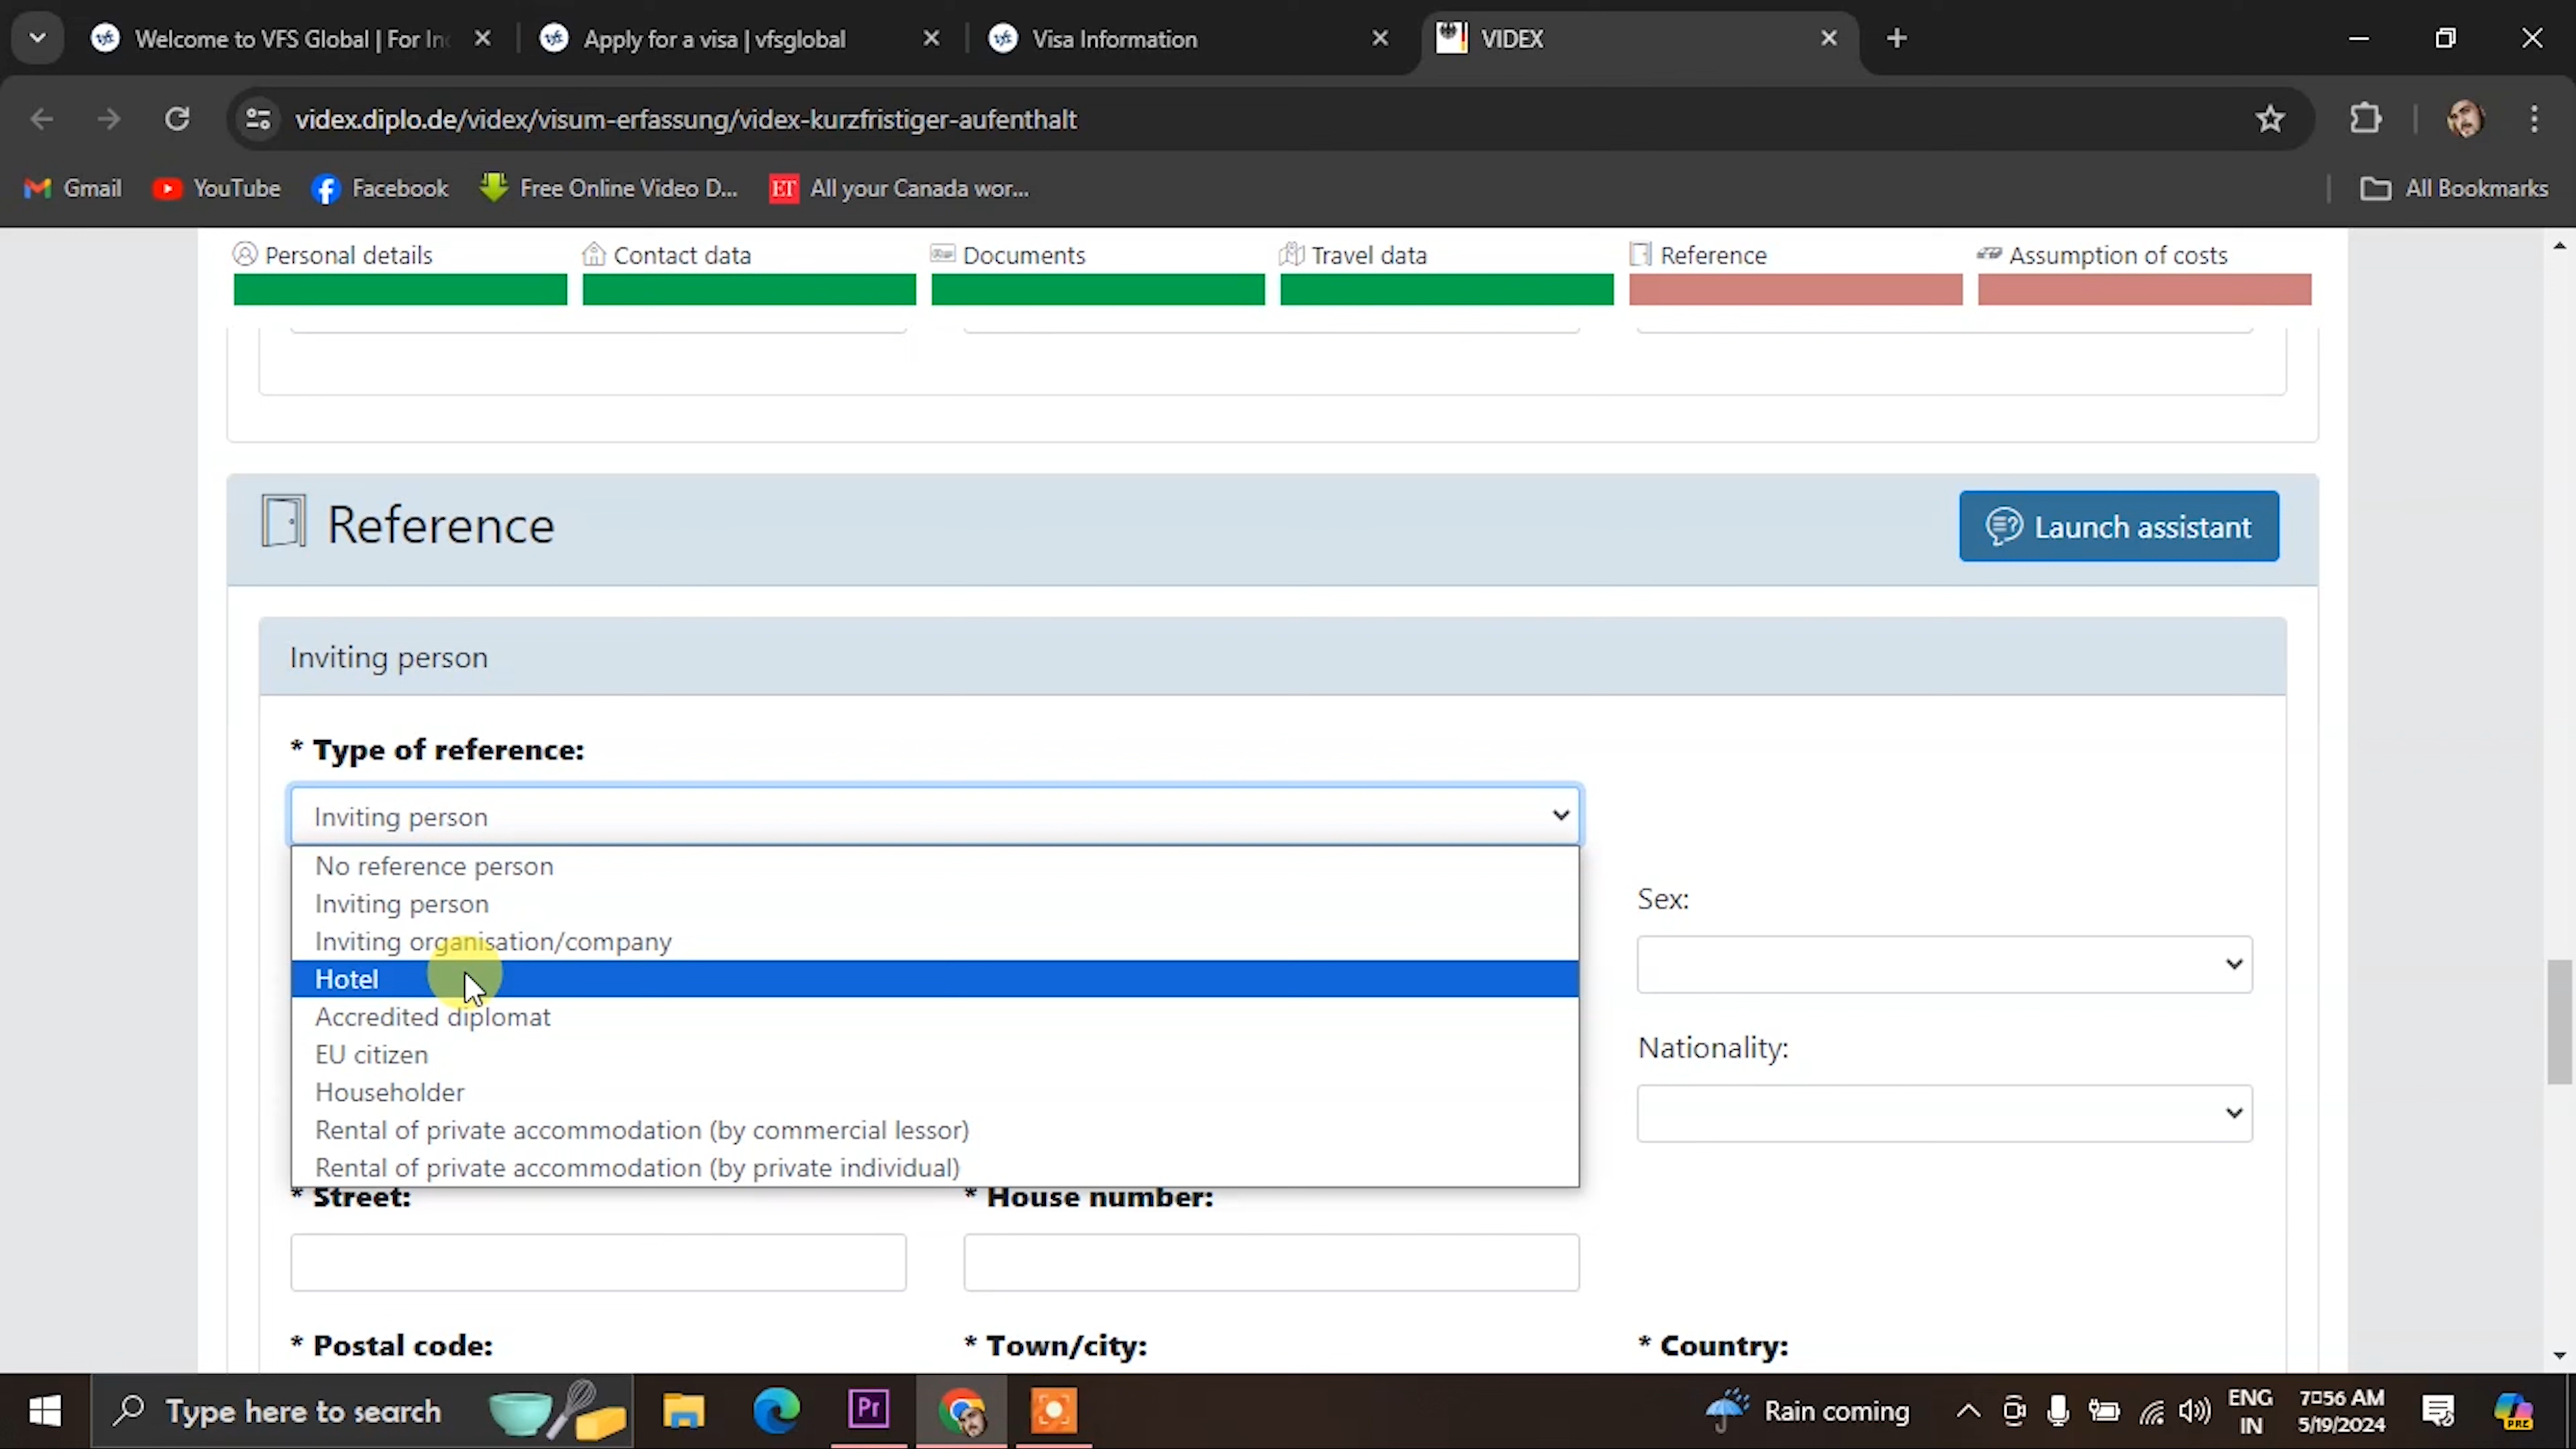 Welcome to VFS Global | For Inc
Apply for a visa | vfsglobal
Visa Information
VIDEX
videx.diplo.de/videx/visum-erfassung/videx-kurzfristiger-aufenthalt
Gmail
YouTube
Facebook
Free Online Video D...
ET
All your Canada wor...
All Bookmarks
Personal details
Contact data
Documents
Travel data
Reference
Assumption of costs
Reference
Launch assistant
Inviting person
* Type of reference:
Inviting person
No reference person
Inviting person
Inviting organisation/company
Hotel
Accredited diplomat
EU citizen
Householder
Rental of private accommodation (by commercial lessor)
Rental of private accommodation (by private individual)
Sex:
Nationality:
* Street:
* House number:
* Postal code:
* Town/city:
* Country:
Type here to search
Pr
Rain coming
ENG
IN
7:56 AM
5/19/2024
PRE